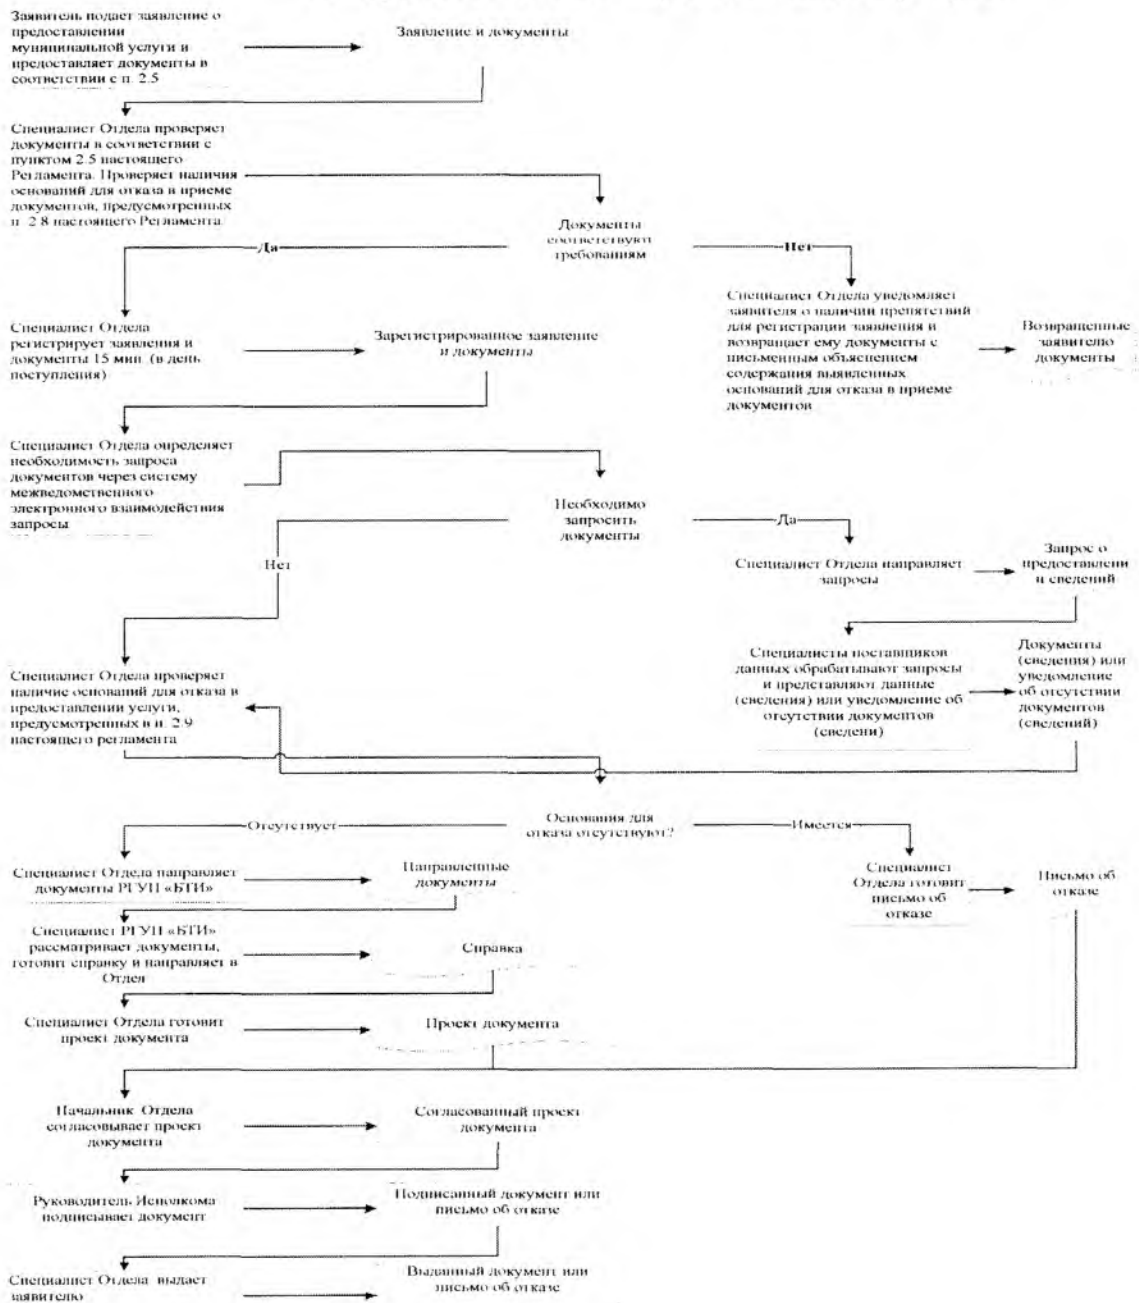 Заявитель подает заявление о
предоставлении
муниципальной услуги и
предоставляет документы в
соответствии с п. 2.5
Заявление и документы
Специалист Отдела проверяет
документы в соответствии с
пунктом 2.5 настоящего
Регламента. Проверяет наличия
оснований для отказа в приеме
документов, предусмотренных
п. 2.8 настоящего Регламента.
Документы
соответствуют
требованиям
Да
Нет
Специалист Отдела
регистрирует заявления и
документы 15 мин. (в день
поступления)
Зарегистрированное заявление
и документы
Специалист Отдела уведомляет
заявителя о наличии препятствий
для регистрации заявления и
возвращает ему документы с
письменным объяснением
содержания выявленных
оснований для отказа в приеме
документов
Возвращенные
заявителю
документы
Специалист Отдела определяет
необходимость запроса
документов через систему
межведомственного
электронного взаимодействия
запросы
Необходимо
запросить
документы
Нет
Да
Специалист Отдела направляет
запросы
Запрос о
предоставлени
и сведений
Специалисты поставщиков
данных обрабатывают запросы
и представляют данные
(сведения) или уведомление об
отсутствии документов
(сведени)
Документы
(сведения) или
уведомление
об отсутствии
документов
(сведений)
Специалист Отдела проверяет
наличие оснований для отказа в
предоставлении услуги,
предусмотренных в п. 2.9
настоящего регламента
Основания для
отказа отсутствуют?
Отсутствует
Имеется
Специалист Отдела направляет
документы РГУП «БТИ»
Направленные
документы
Специалист
Отдела готовит
письмо об
отказе
Письмо об
отказе
Специалист РГУП «БТИ»
рассматривает документы,
готовит справку и направляет в
Отдел
Справка
Специалист Отдела готовит
проект документа
Проект документа
Начальник Отдела
согласовывает проект
документа
Согласованный проект
документа
Руководитель Исполкома
подписывает документ
Подписанный документ или
письмо об отказе
Специалист Отдела выдает
заявителю
Выданный документ или
письмо об отказе